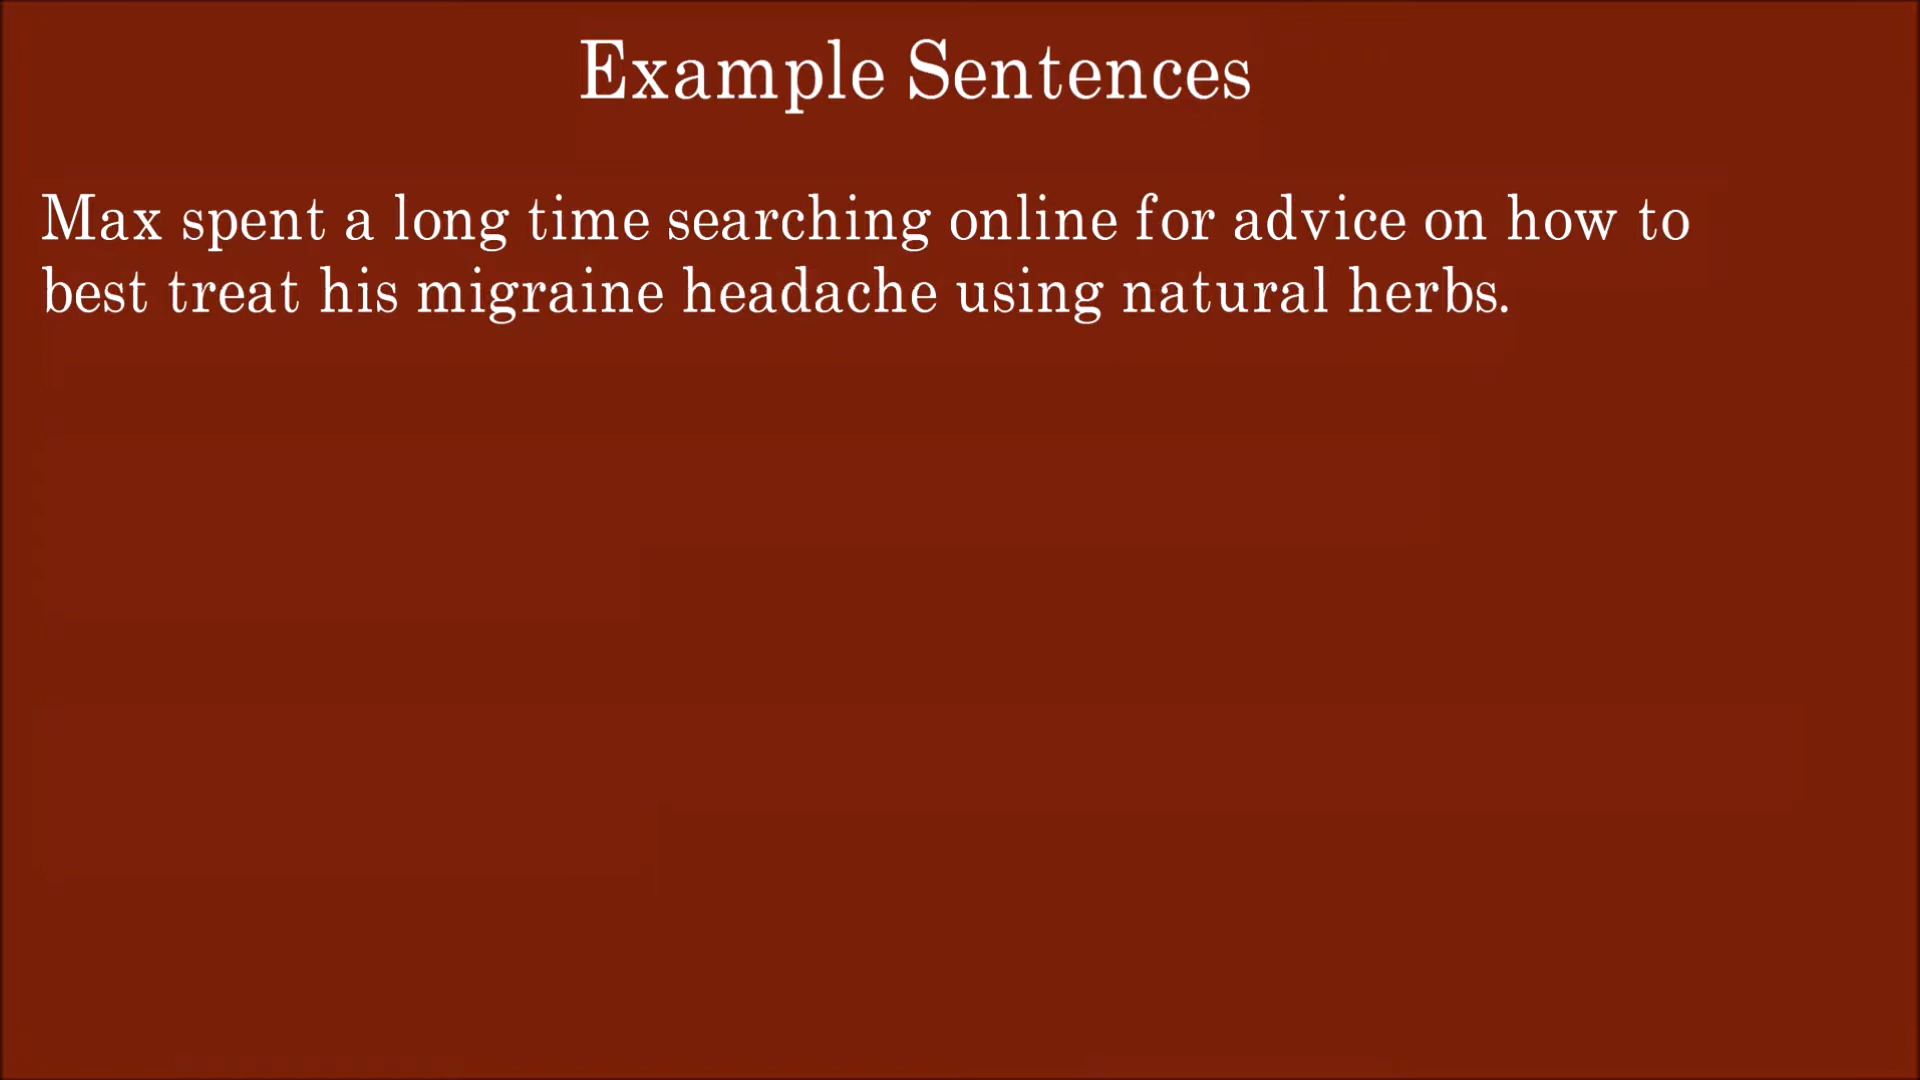 Example Sentences
Max spent a long time searching online for advice on how to
best treat his migraine headache using natural herbs.